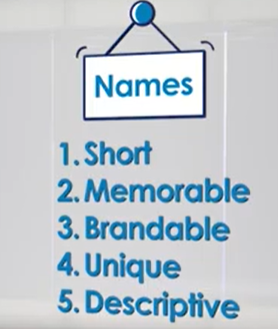 Names
1. Short
2. Memorable
3. Brandable
4. Unique
5. Descriptive